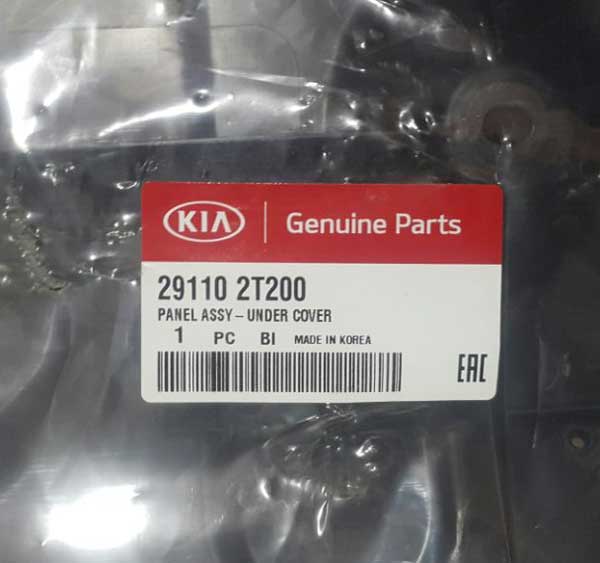 KIA Genuine Parts
29110 2T200
PANEL ASSY – UNDER COVER
1 PC BI MADE IN KOREA
EAC